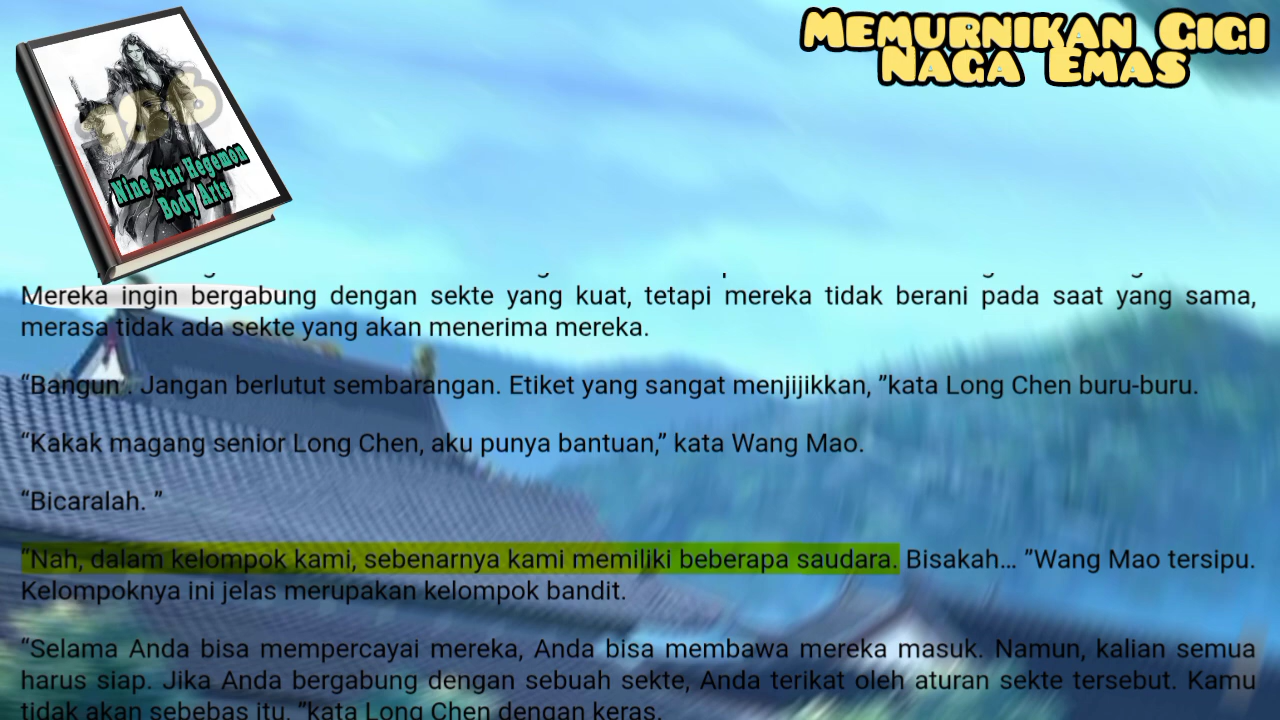 Memurnikan Gigi
Naga Emas
Nine Star Hegemon
Body Arts
Mereka ingin bergabung dengan sekte yang kuat, tetapi mereka tidak berani pada saat yang sama,
merasa tidak ada sekte yang akan menerima mereka.
“Bangun . Jangan berlutut sembarangan. Etiket yang sangat menjijikkan, ”kata Long Chen buru-buru.
“Kakak magang senior Long Chen, aku punya bantuan,” kata Wang Mao.
“Bicaralah. ”
“Nah, dalam kelompok kami, sebenarnya kami memiliki beberapa saudara. Bisakah… ”Wang Mao tersipu.
Kelompoknya ini jelas merupakan kelompok bandit.
“Selama Anda bisa mempercayai mereka, Anda bisa membawa mereka masuk. Namun, kalian semua
harus siap. Jika Anda bergabung dengan sebuah sekte, Anda terikat oleh aturan sekte tersebut. Kamu
tidak akan sebebas itu, ”kata Long Chen dengan keras.